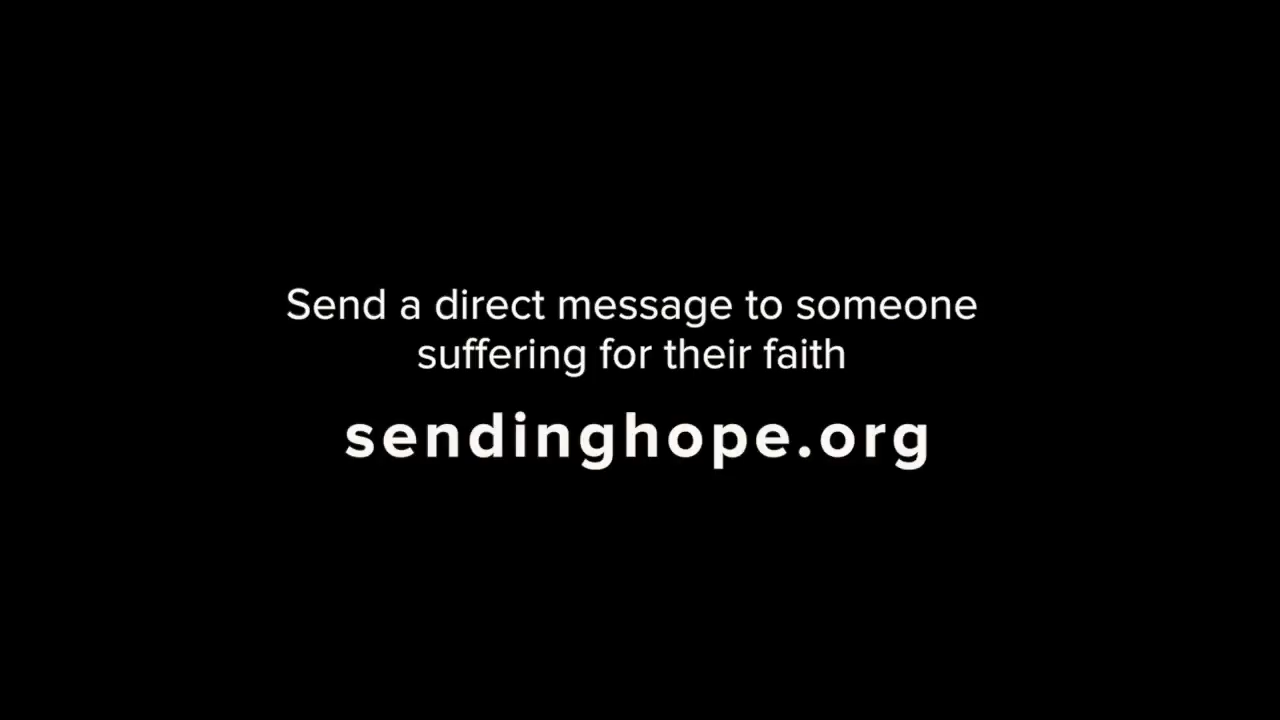 Send a direct message to someone
suffering for their faith
sendinghope.org